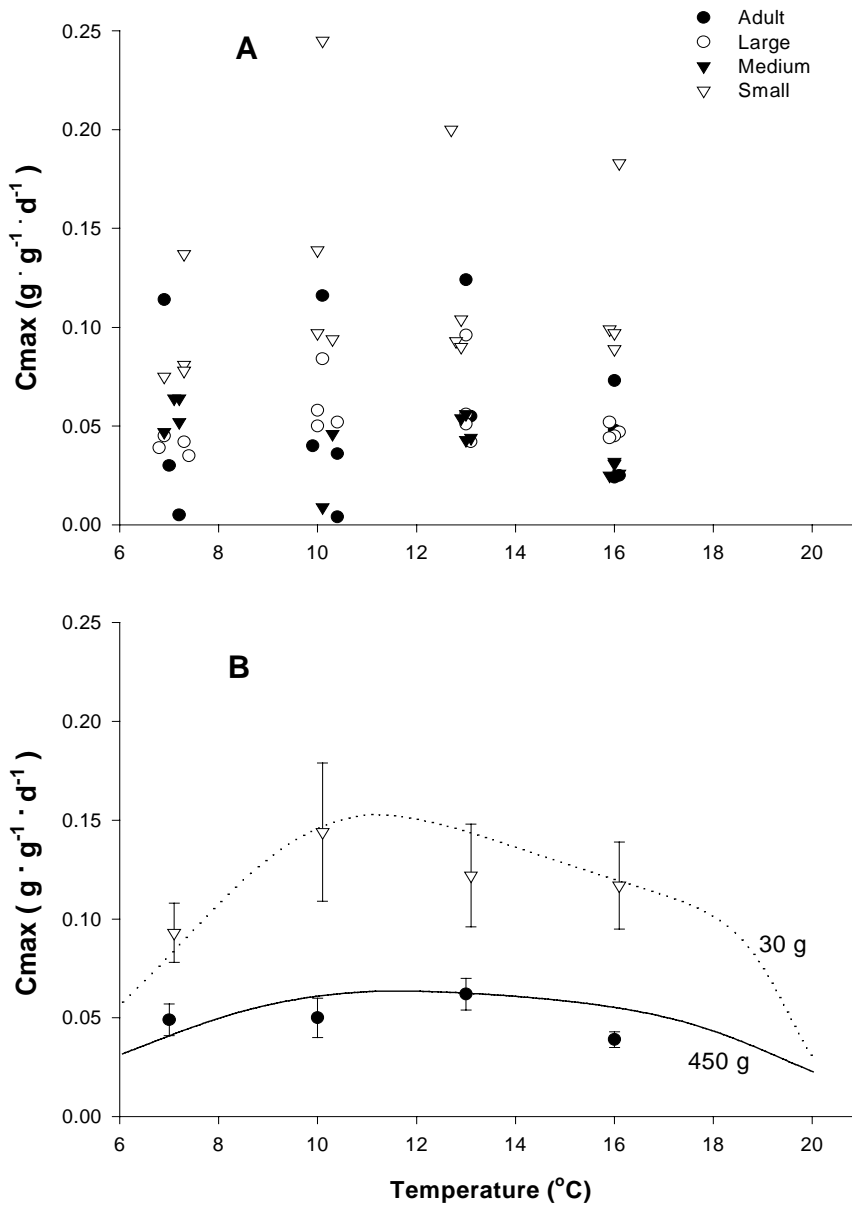 Adult
Large
Medium
Small
A
0.25
0.20
0.15
0.10
0.05
0.00
Cmax (g · g⁻¹ · d⁻¹)
6 8 10 12 14 16 18 20
B
0.25
0.20
0.15
0.10
0.05
0.00
Cmax ( g · g⁻¹ · d⁻¹)
30 g
450 g
6 8 10 12 14 16 18 20
Temperature (°C)